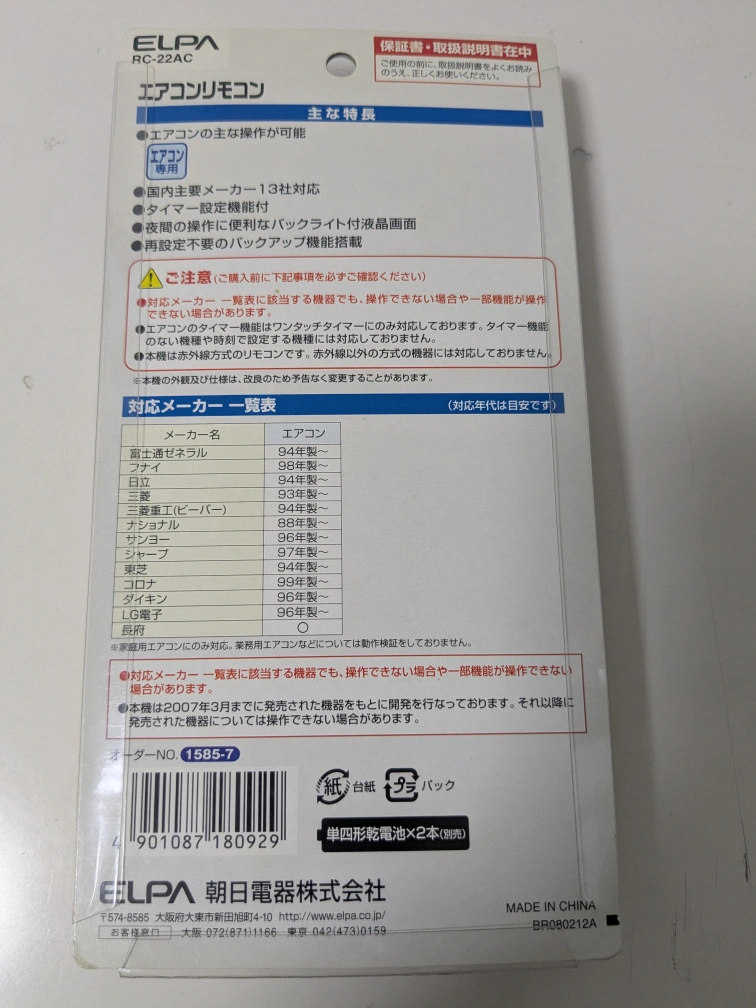 ELPA
RC-22AC
保証書・取扱説明書在中
ご使用の前に、取扱説明書をよくお読み
のうえ、正しくお使いください。
エアコンリモコン
主な特長
●エアコンの主な操作が可能
エアコン
専用
●国内主要メーカー13社対応
●タイマー設定機能付
●夜間の操作に便利なバックライト付液晶画面
●再設定不要のバックアップ機能搭載
ご注意(ご購入前に下記事項を必ずご確認ください)
●対応メーカー 一覧表に該当する機器でも、操作できない場合や一部機能が操作
できない場合があります。
●エアコンのタイマー機能はワンタッチタイマーにのみ対応しております。タイマー機能
のない機種や時刻で設定する機種には対応しておりません。
●本機は赤外線方式のリモコンです。赤外線以外の方式の機器には対応しておりません。
※本機の外観及び仕様は、改良のため予告なく変更することがあります。
対応メーカー 一覧表 (対応年代は目安です)
メーカー名 エアコン
富士通ゼネラル 94年製～
フナイ 98年製～
日立 94年製～
三菱 93年製～
三菱重工(ビーバー) 94年製～
ナショナル 88年製～
サンヨー 96年製～
シャープ 97年製～
東芝 94年製～
コロナ 99年製～
ダイキン 96年製～
LG電子 96年製～
長府 ○
※家庭用エアコンにのみ対応。業務用エアコンなどについては動作検証をしておりません。
●対応メーカー 一覧表に該当する機器でも、操作できない場合や一部機能が操作できない
場合があります。
●本機は2007年3月までに発売された機器をもとに開発を行なっております。それ以降に
発売された機器については操作できない場合があります。
オーダーNO. 1585-7
紙 台紙 プラ パック
4 901087 180929
単四形乾電池×2本(別売)
ELPA 朝日電器株式会社
〒574-8585 大阪府大東市新田旭町4-10 http://www.elpa.co.jp/
お客様窓口 大阪 072(871)1166 東京 042(473)0159
MADE IN CHINA
BR080212A